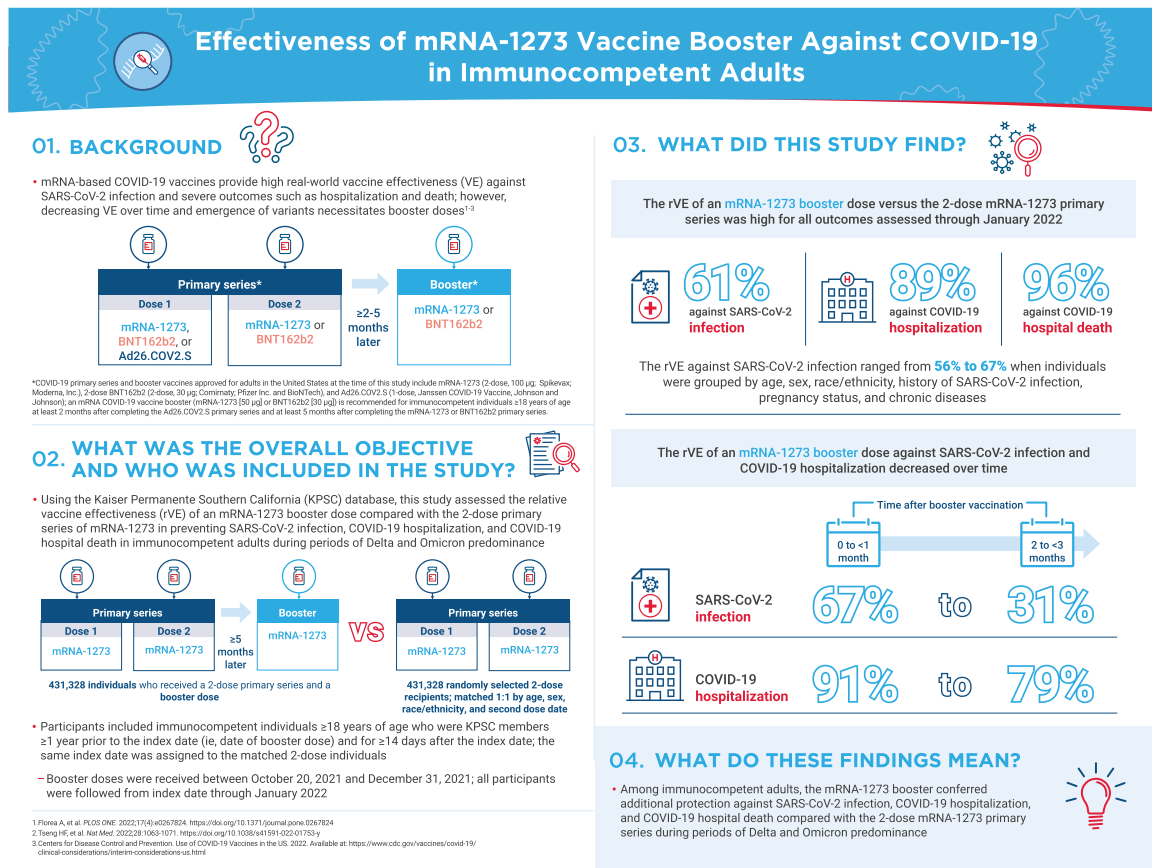 Effectiveness of mRNA-1273 Vaccine Booster Against COVID-19
in Immunocompetent Adults
01. BACKGROUND
• mRNA-based COVID-19 vaccines provide high real-world vaccine effectiveness (VE) against
SARS-CoV-2 infection and severe outcomes such as hospitalization and death; however,
decreasing VE over time and emergence of variants necessitates booster doses1-3
Primary series*
Dose 1
mRNA-1273,
BNT162b2, or
Ad26.COV2.S
Dose 2
mRNA-1273 or
BNT162b2
≥2-5
months
later
Booster*
mRNA-1273 or
BNT162b2
*COVID-19 primary series and booster vaccines approved for adults in the United States at the time of this study include mRNA-1273 (2-dose, 100 µg; Spikevax;
Moderna, Inc.), 2-dose BNT162b2 (2-dose, 30 µg; Comirnaty; Pfizer Inc. and BioNTech), and Ad26.COV2.S (1-dose, Janssen COVID-19 Vaccine, Johnson and
Johnson); an mRNA COVID-19 vaccine booster (mRNA-1273 [50 µg] or BNT162b2 [30 µg]) is recommended for immunocompetent individuals ≥18 years of age
at least 2 months after completing the Ad26.COV2.S primary series and at least 5 months after completing the mRNA-1273 or BNT162b2 primary series.
02. WHAT WAS THE OVERALL OBJECTIVE
AND WHO WAS INCLUDED IN THE STUDY?
• Using the Kaiser Permanente Southern California (KPSC) database, this study assessed the relative
vaccine effectiveness (rVE) of an mRNA-1273 booster dose compared with the 2-dose primary
series of mRNA-1273 in preventing SARS-CoV-2 infection, COVID-19 hospitalization, and COVID-19
hospital death in immunocompetent adults during periods of Delta and Omicron predominance
Primary series
Dose 1
mRNA-1273
Dose 2
mRNA-1273
≥5
months
later
Booster
mRNA-1273
VS
Primary series
Dose 1
mRNA-1273
Dose 2
mRNA-1273
431,328 individuals who received a 2-dose primary series and a
booster dose
431,328 randomly selected 2-dose
recipients; matched 1:1 by age, sex,
race/ethnicity, and second dose date
• Participants included immunocompetent individuals ≥18 years of age who were KPSC members
≥1 year prior to the index date (ie, date of booster dose) and for ≥14 days after the index date; the
same index date was assigned to the matched 2-dose individuals
– Booster doses were received between October 20, 2021 and December 31, 2021; all participants
were followed from index date through January 2022
1.Florea A, et al. PLOS ONE. 2022;17(4):e0267824. https://doi.org/10.1371/journal.pone.0267824
2.Tseng HF, et al. Nat Med. 2022;28:1063-1071. https://doi.org/10.1038/s41591-022-01753-y
3.Centers for Disease Control and Prevention. Use of COVID-19 Vaccines in the US. 2022. Available at: https://www.cdc.gov/vaccines/covid-19/
clinical-considerations/interim-considerations-us.html
03. WHAT DID THIS STUDY FIND?
The rVE of an mRNA-1273 booster dose versus the 2-dose mRNA-1273 primary
series was high for all outcomes assessed through January 2022
61%
against SARS-CoV-2
infection
H
89%
against COVID-19
hospitalization
96%
against COVID-19
hospital death
The rVE against SARS-CoV-2 infection ranged from 56% to 67% when individuals
were grouped by age, sex, race/ethnicity, history of SARS-CoV-2 infection,
pregnancy status, and chronic diseases
The rVE of an mRNA-1273 booster dose against SARS-CoV-2 infection and
COVID-19 hospitalization decreased over time
Time after booster vaccination
0 to <1
month
2 to <3
months
SARS-CoV-2
infection
67% to 31%
H
COVID-19
hospitalization
91% to 79%
04. WHAT DO THESE FINDINGS MEAN?
• Among immunocompetent adults, the mRNA-1273 booster conferred
additional protection against SARS-CoV-2 infection, COVID-19 hospitalization,
and COVID-19 hospital death compared with the 2-dose mRNA-1273 primary
series during periods of Delta and Omicron predominance